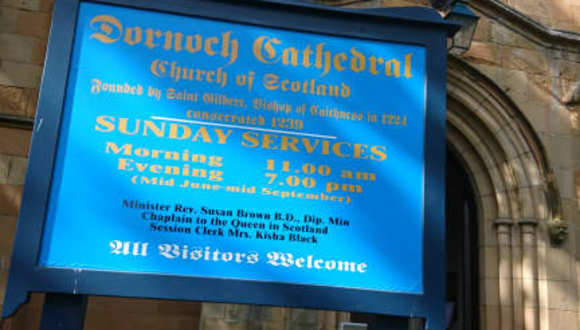 Dornoch Cathedral
Church of Scotland
Founded by Saint Gilbert, Bishop of Caithness in 1224
consecrated 1239
SUNDAY SERVICES
Morning 11.00 am
Evening 7.00 pm
(Mid June-mid September)
Minister Rev. Susan Brown B.D., Dip. Min
Chaplain to the Queen in Scotland
Session Clerk Mrs. Kisha Black
All Visitors Welcome